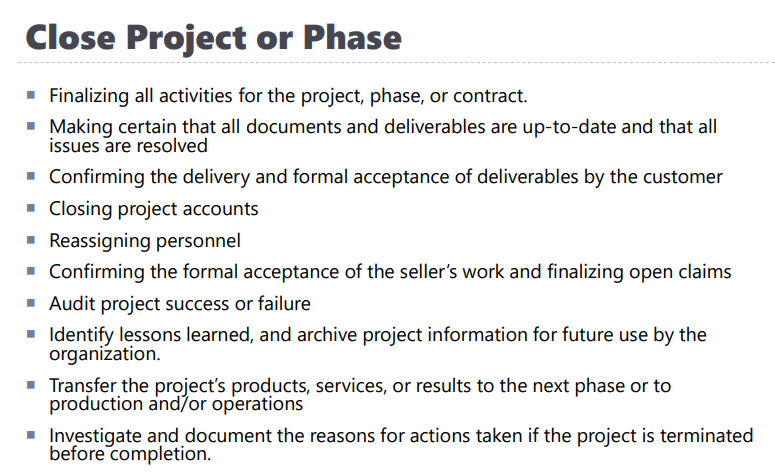 Close Project or Phase
Finalizing all activities for the project, phase, or contract.
Making certain that all documents and deliverables are up-to-date and that all
issues are resolved
Confirming the delivery and formal acceptance of deliverables by the customer
Closing project accounts
Reassigning personnel
Confirming the formal acceptance of the seller's work and finalizing open claims
Audit project success or failure
Identify lessons learned, and archive project information for future use by the
organization.
Transfer the project's products, services, or results to the next phase or to
production and/or operations
Investigate and document the reasons for actions taken if the project is terminated
before completion.